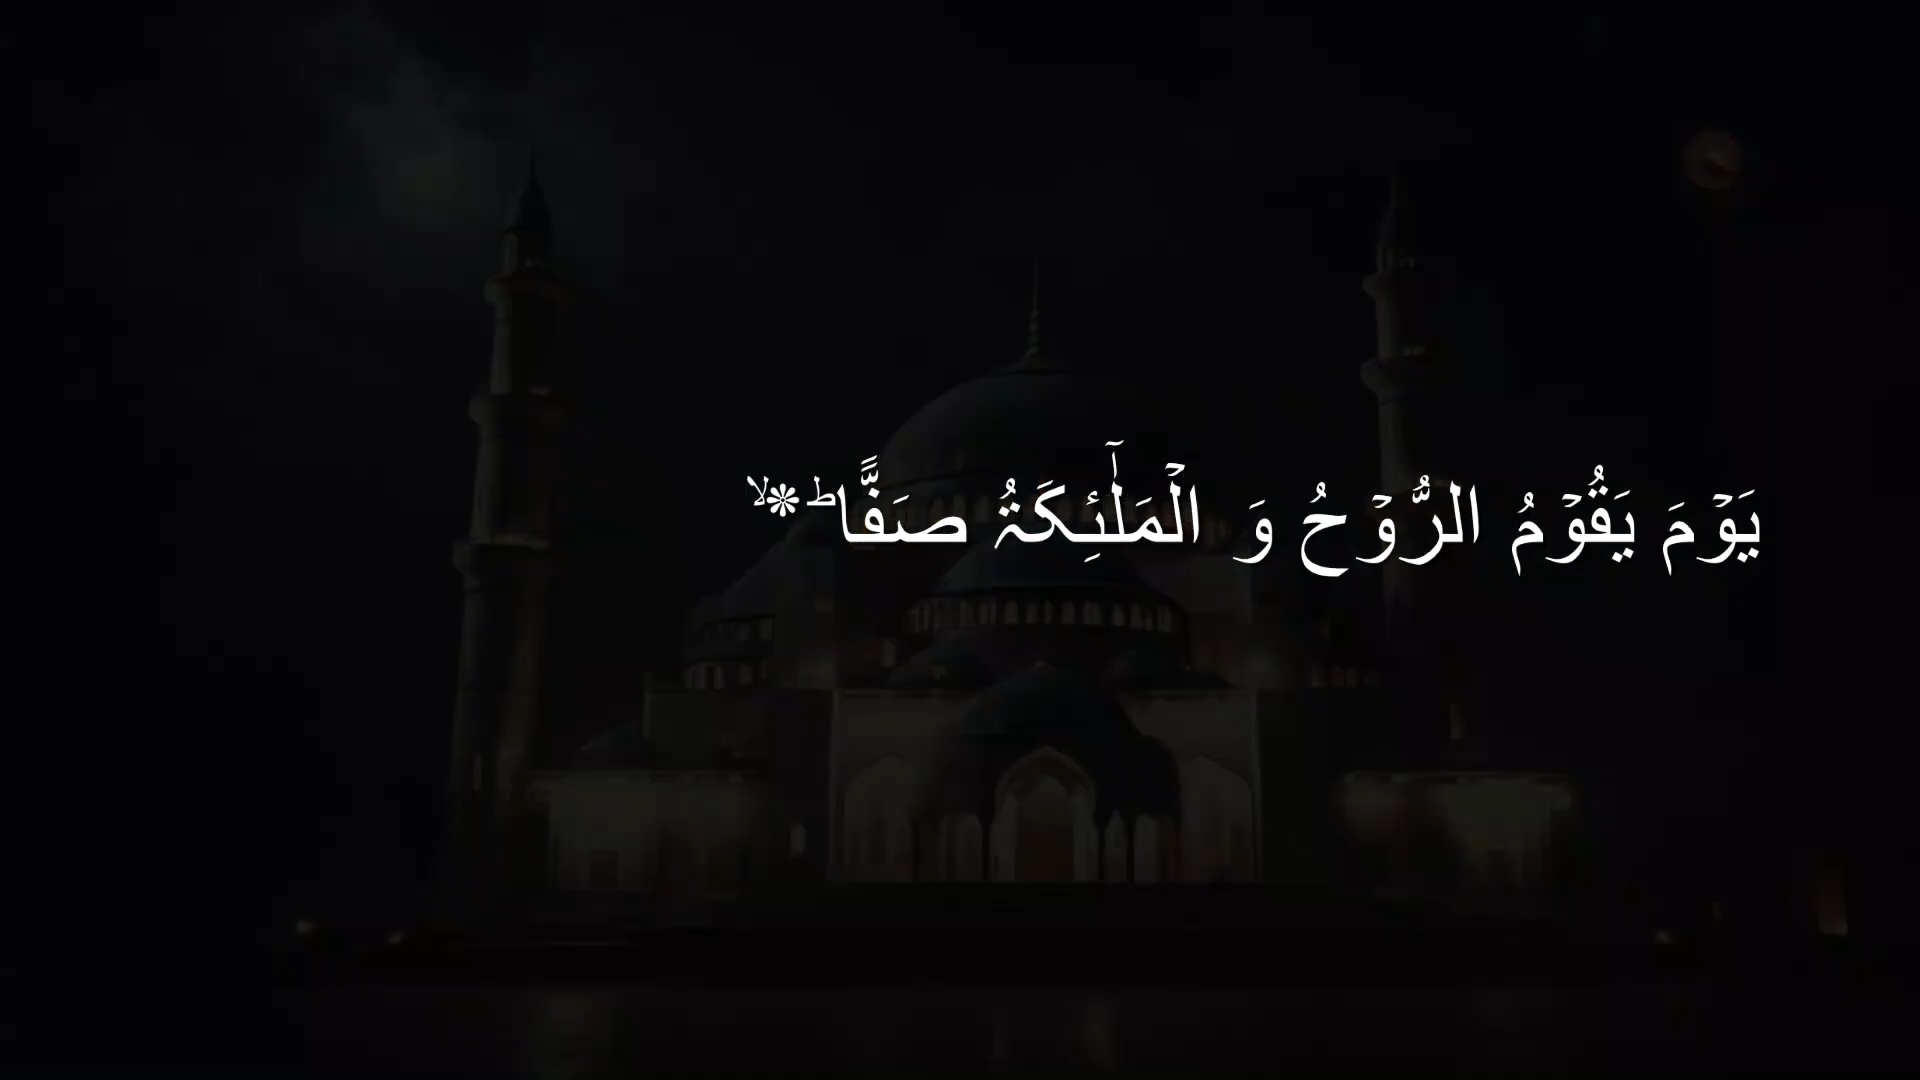 یَوۡمَ یَقُوۡمُ الرُّوۡحُ وَ الۡمَلٰٓئِکَۃُ صَفًّا ؕ٭ۙ